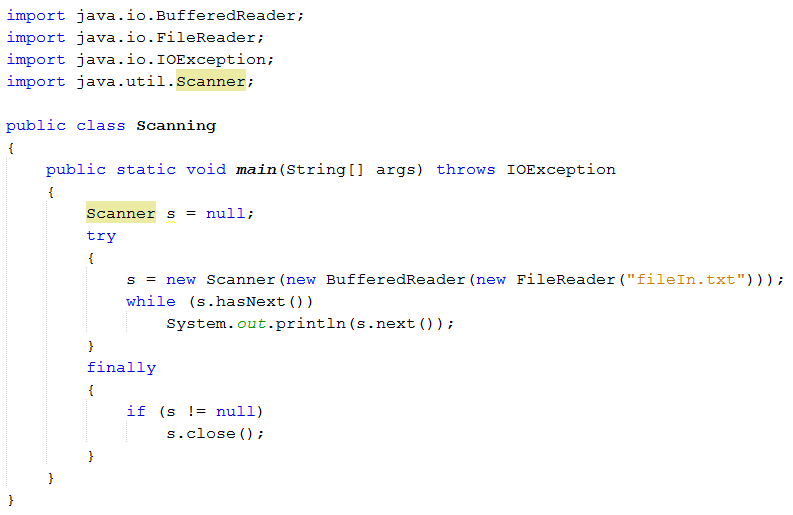 import java.io.BufferedReader;
import java.io.FileReader;
import java.io.IOException;
import java.util.Scanner;

public class Scanning
{
    public static void main(String[] args) throws IOException
    {
        Scanner s = null;
        try
        {
            s = new Scanner(new BufferedReader(new FileReader("fileIn.txt")));
            while (s.hasNext())
                System.out.println(s.next());
        }
        finally
        {
            if (s != null)
                s.close();
        }
    }
}